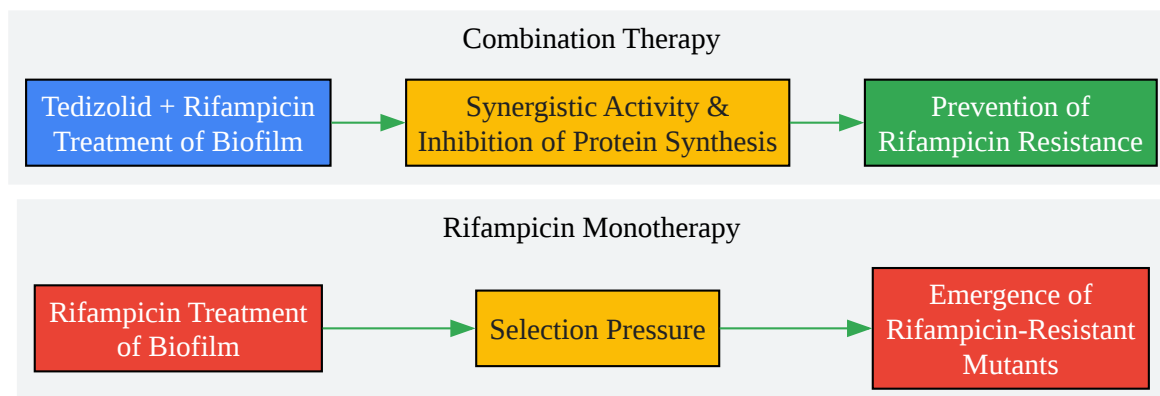 Combination Therapy
Tedizolid + Rifampicin
Treatment of Biofilm
Synergistic Activity &
Inhibition of Protein Synthesis
Prevention of
Rifampicin Resistance
Rifampicin Monotherapy
Rifampicin Treatment
of Biofilm
Selection Pressure
Emergence of
Rifampicin-Resistant
Mutants